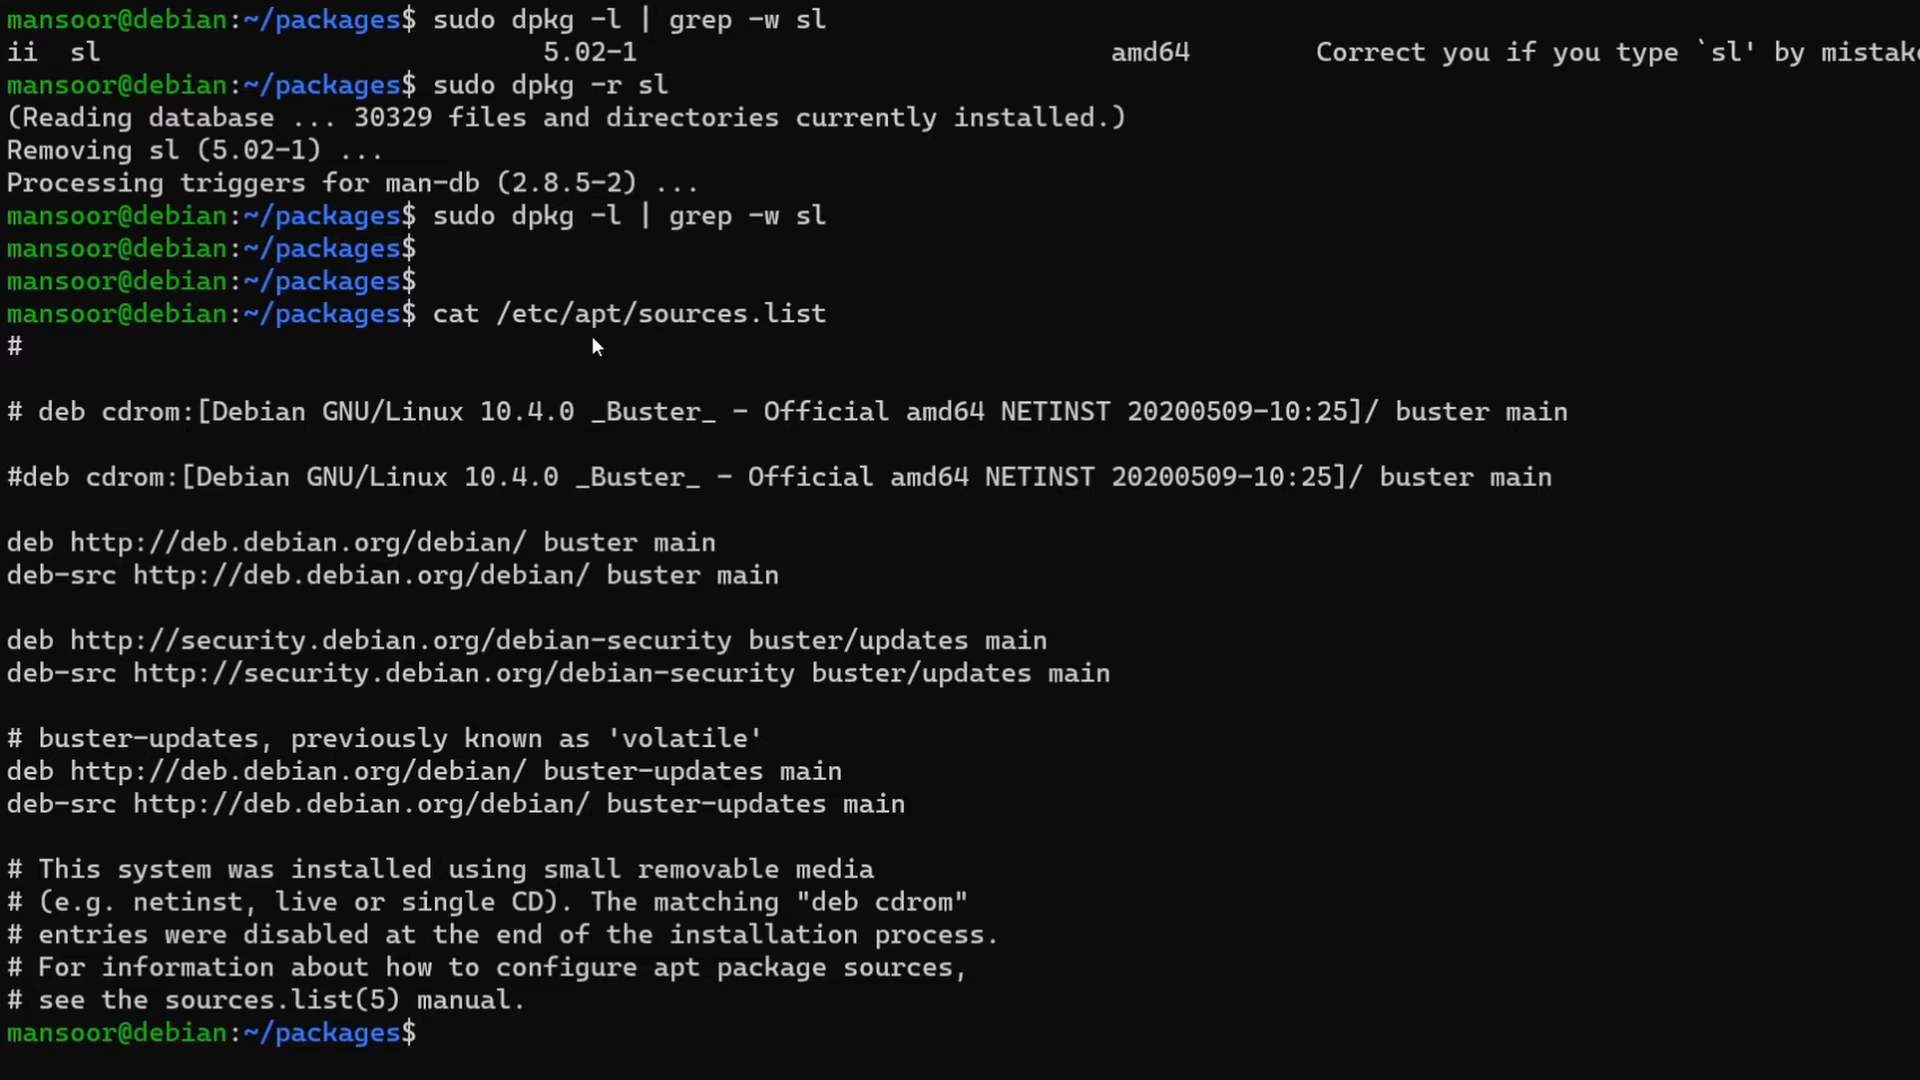 mansoor@debian:~/packages$ sudo dpkg -l | grep -w sl
ii  sl                            5.02-1                              amd64        Correct you if you type `sl' by mistake
mansoor@debian:~/packages$ sudo dpkg -r sl
(Reading database ... 30329 files and directories currently installed.)
Removing sl (5.02-1) ...
Processing triggers for man-db (2.8.5-2) ...
mansoor@debian:~/packages$ sudo dpkg -l | grep -w sl
mansoor@debian:~/packages$
mansoor@debian:~/packages$
mansoor@debian:~/packages$ cat /etc/apt/sources.list
#
# deb cdrom:[Debian GNU/Linux 10.4.0 _Buster_ - Official amd64 NETINST 20200509-10:25]/ buster main
#deb cdrom:[Debian GNU/Linux 10.4.0 _Buster_ - Official amd64 NETINST 20200509-10:25]/ buster main
deb http://deb.debian.org/debian/ buster main
deb-src http://deb.debian.org/debian/ buster main
deb http://security.debian.org/debian-security buster/updates main
deb-src http://security.debian.org/debian-security buster/updates main
# buster-updates, previously known as 'volatile'
deb http://deb.debian.org/debian/ buster-updates main
deb-src http://deb.debian.org/debian/ buster-updates main
# This system was installed using small removable media
# (e.g. netinst, live or single CD). The matching "deb cdrom"
# entries were disabled at the end of the installation process.
# For information about how to configure apt package sources,
# see the sources.list(5) manual.
mansoor@debian:~/packages$